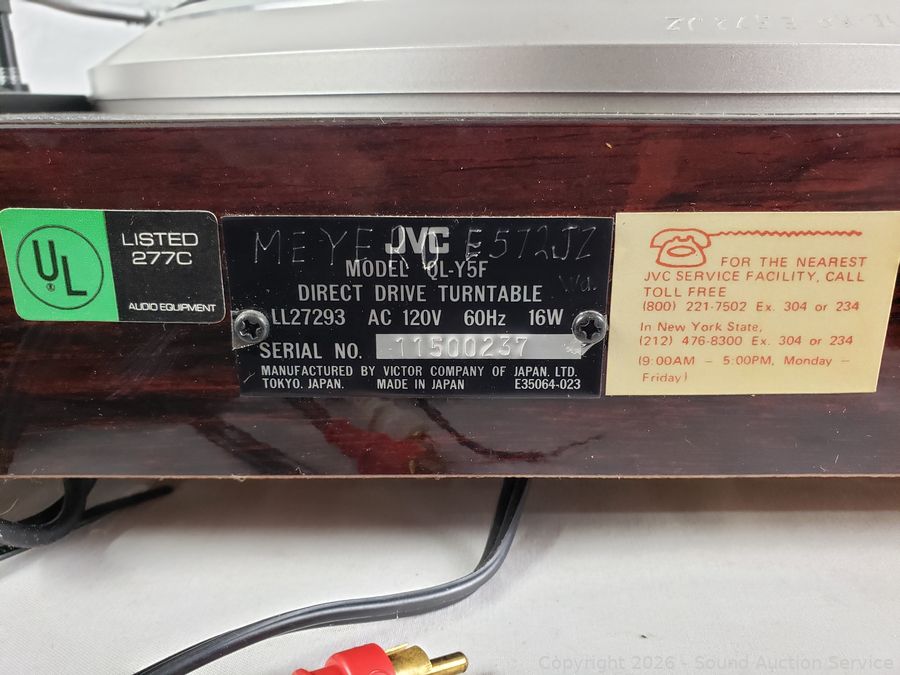 UL
®
LISTED
277C
AUDIO EQUIPMENT
JVC
MODEL QL-Y5F
DIRECT DRIVE TURNTABLE
LL27293 AC 120V 60Hz 16W
SERIAL NO. 11500237
MANUFACTURED BY VICTOR COMPANY OF JAPAN, LTD.
TOKYO, JAPAN. MADE IN JAPAN E35064-023
FOR THE NEAREST
JVC SERVICE FACILITY, CALL
TOLL FREE
(800) 221-7502 Ex. 304 or 234
In New York State,
(212) 476-8300 Ex. 304 or 234
(9:00AM – 5:00PM, Monday –
Friday)
Copyright 2026 - Sound Auction Service